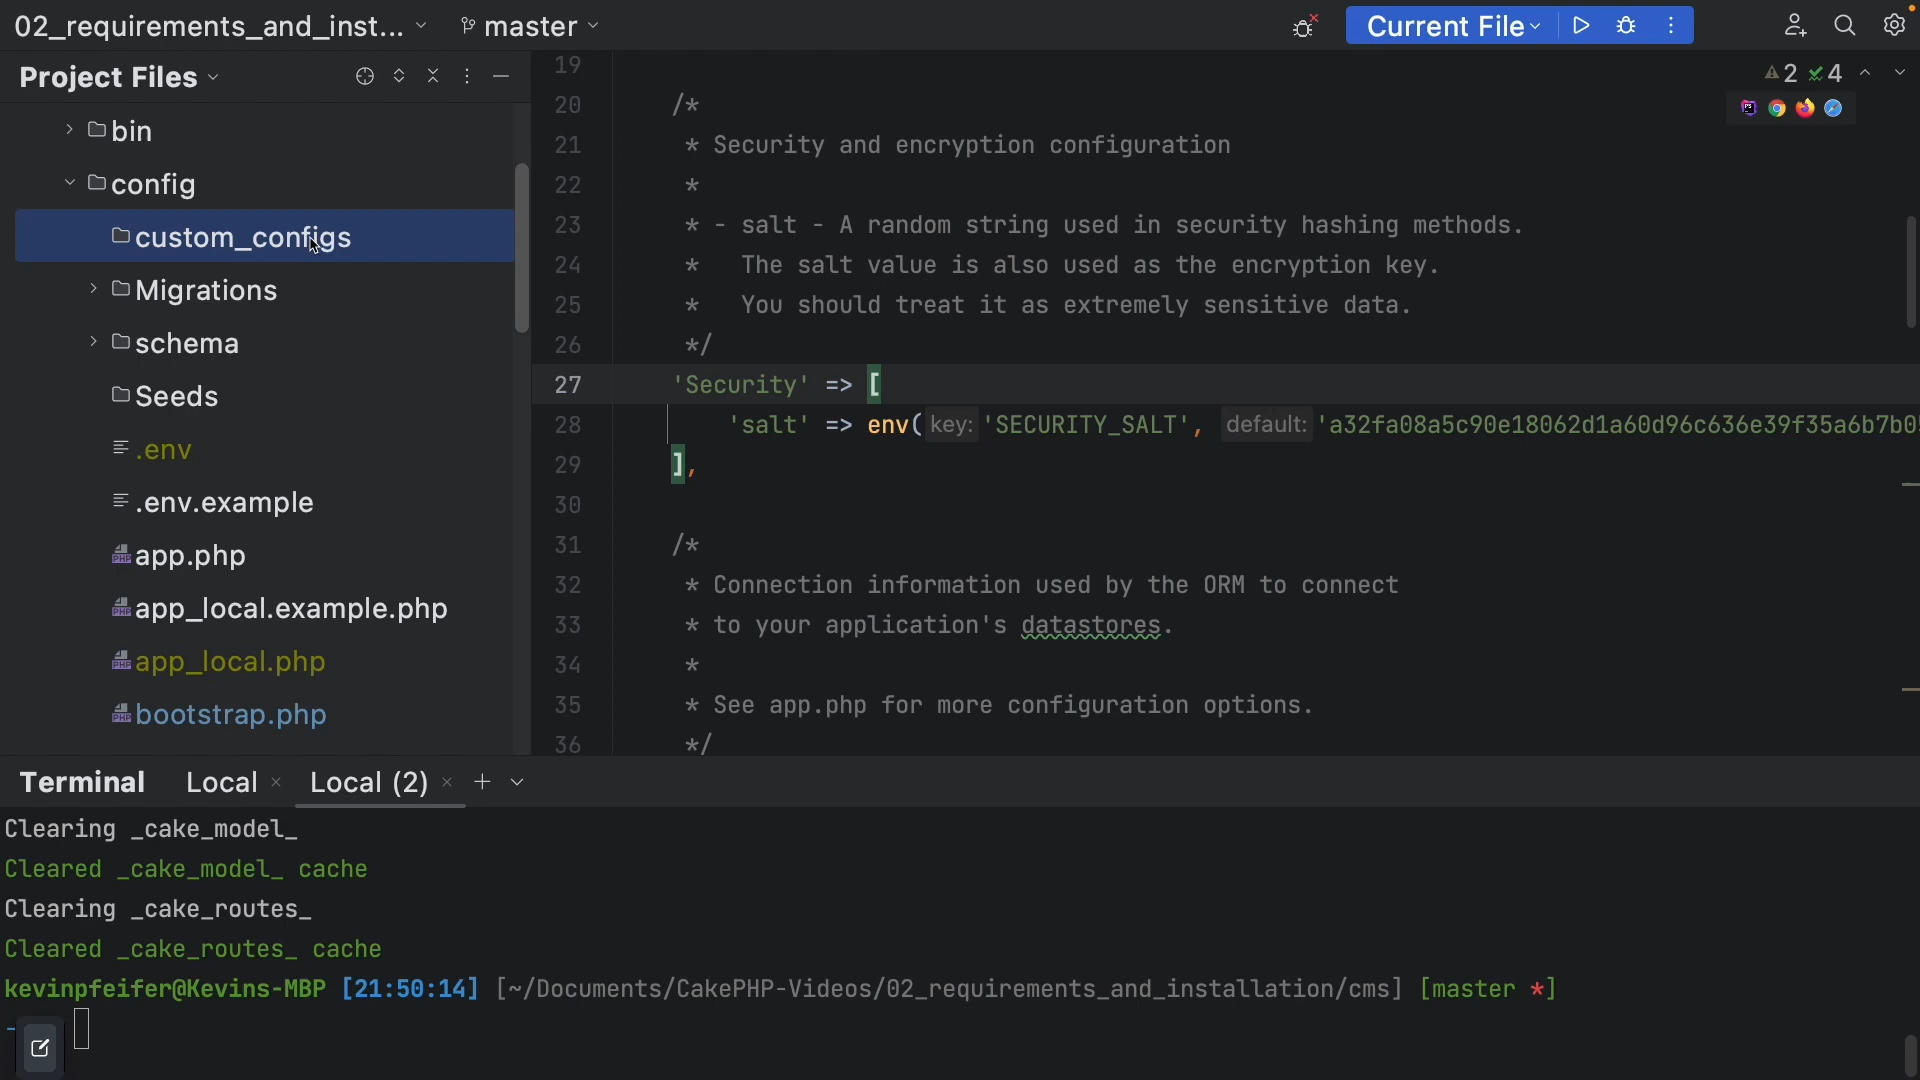 02_requirements_and_inst...
master
Current File
Project Files
bin
config
custom_configs
Migrations
schema
Seeds
.env
.env.example
app.php
app_local.example.php
app_local.php
bootstrap.php
2 4
19
20 /*
21 * Security and encryption configuration
22 *
23 * - salt - A random string used in security hashing methods.
24 *   The salt value is also used as the encryption key.
25 *   You should treat it as extremely sensitive data.
26 */
27 'Security' => [
28 'salt' => env( key: 'SECURITY_SALT', default: 'a32fa08a5c90e18062d1a60d96c636e39f35a6b7b0
29 ],
30
31 /*
32 * Connection information used by the ORM to connect
33 * to your application's datastores.
34 *
35 * See app.php for more configuration options.
36 */
Terminal Local Local (2)
Clearing _cake_model_
Cleared _cake_model_ cache
Clearing _cake_routes_
Cleared _cake_routes_ cache
kevinpfeifer@Kevins-MBP [21:50:14] [~/Documents/CakePHP-Videos/02_requirements_and_installation/cms] [master *]